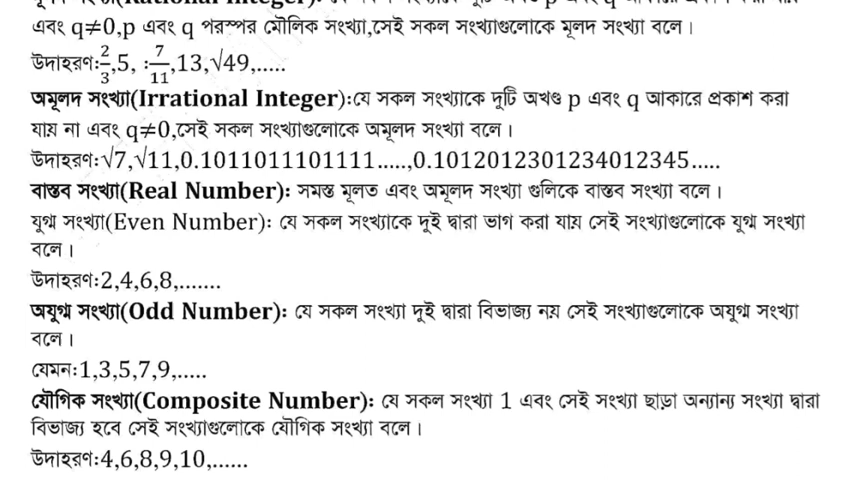 এবং q≠0,p এবং q পরস্পর মৌলিক সংখ্যা,সেই সকল সংখ্যাগুলোকে মূলদ সংখ্যা বলে।
উদাহরণ:2/3,5, :7/11,13,√49,.....
অমূলদ সংখ্যা(Irrational Integer):যে সকল সংখ্যাকে দুটি অখণ্ড p এবং q আকারে প্রকাশ করা
যায় না এবং q≠0,সেই সকল সংখ্যাগুলোকে অমূলদ সংখ্যা বলে।
উদাহরণ:√7,√11,0.1011011101111.....,0.1012012301234012345.....
বাস্তব সংখ্যা(Real Number): সমস্ত মূলত এবং অমূলদ সংখ্যা গুলিকে বাস্তব সংখ্যা বলে।
যুগ্ম সংখ্যা(Even Number): যে সকল সংখ্যাকে দুই দ্বারা ভাগ করা যায় সেই সংখ্যাগুলোকে যুগ্ম সংখ্যা
বলে।
উদাহরণ:2,4,6,8,.......
অযুগ্ম সংখ্যা(Odd Number): যে সকল সংখ্যা দুই দ্বারা বিভাজ্য নয় সেই সংখ্যাগুলোকে অযুগ্ম সংখ্যা
বলে।
যেমন:1,3,5,7,9,.....
যৌগিক সংখ্যা(Composite Number): যে সকল সংখ্যা 1 এবং সেই সংখ্যা ছাড়া অন্যান্য সংখ্যা দ্বারা
বিভাজ্য হবে সেই সংখ্যাগুলোকে যৌগিক সংখ্যা বলে।
উদাহরণ:4,6,8,9,10,......